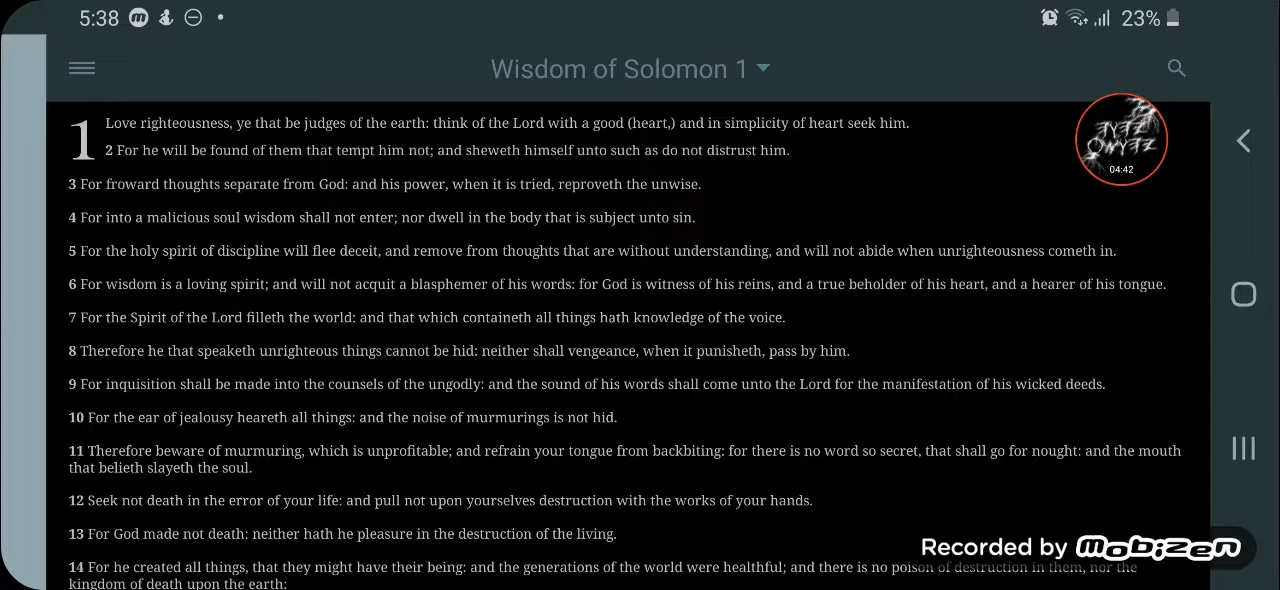 5:38
23%
Wisdom of Solomon 1
1 Love righteousness, ye that be judges of the earth: think of the Lord with a good (heart,) and in simplicity of heart seek him.
2 For he will be found of them that tempt him not; and sheweth himself unto such as do not distrust him.
3 For froward thoughts separate from God: and his power, when it is tried, reproveth the unwise.
4 For into a malicious soul wisdom shall not enter; nor dwell in the body that is subject unto sin.
5 For the holy spirit of discipline will flee deceit, and remove from thoughts that are without understanding, and will not abide when unrighteousness cometh in.
6 For wisdom is a loving spirit; and will not acquit a blasphemer of his words: for God is witness of his reins, and a true beholder of his heart, and a hearer of his tongue.
7 For the Spirit of the Lord filleth the world: and that which containeth all things hath knowledge of the voice.
8 Therefore he that speaketh unrighteous things cannot be hid: neither shall vengeance, when it punisheth, pass by him.
9 For inquisition shall be made into the counsels of the ungodly: and the sound of his words shall come unto the Lord for the manifestation of his wicked deeds.
10 For the ear of jealousy heareth all things: and the noise of murmurings is not hid.
11 Therefore beware of murmuring, which is unprofitable; and refrain your tongue from backbiting: for there is no word so secret, that shall go for nought: and the mouth
that belieth slayeth the soul.
12 Seek not death in the error of your life: and pull not upon yourselves destruction with the works of your hands.
13 For God made not death: neither hath he pleasure in the destruction of the living.
14 For he created all things, that they might have their being: and the generations of the world were healthful; and there is no poison of destruction in them, nor the
kingdom of death upon the earth:
04:42
Recorded by mobizen